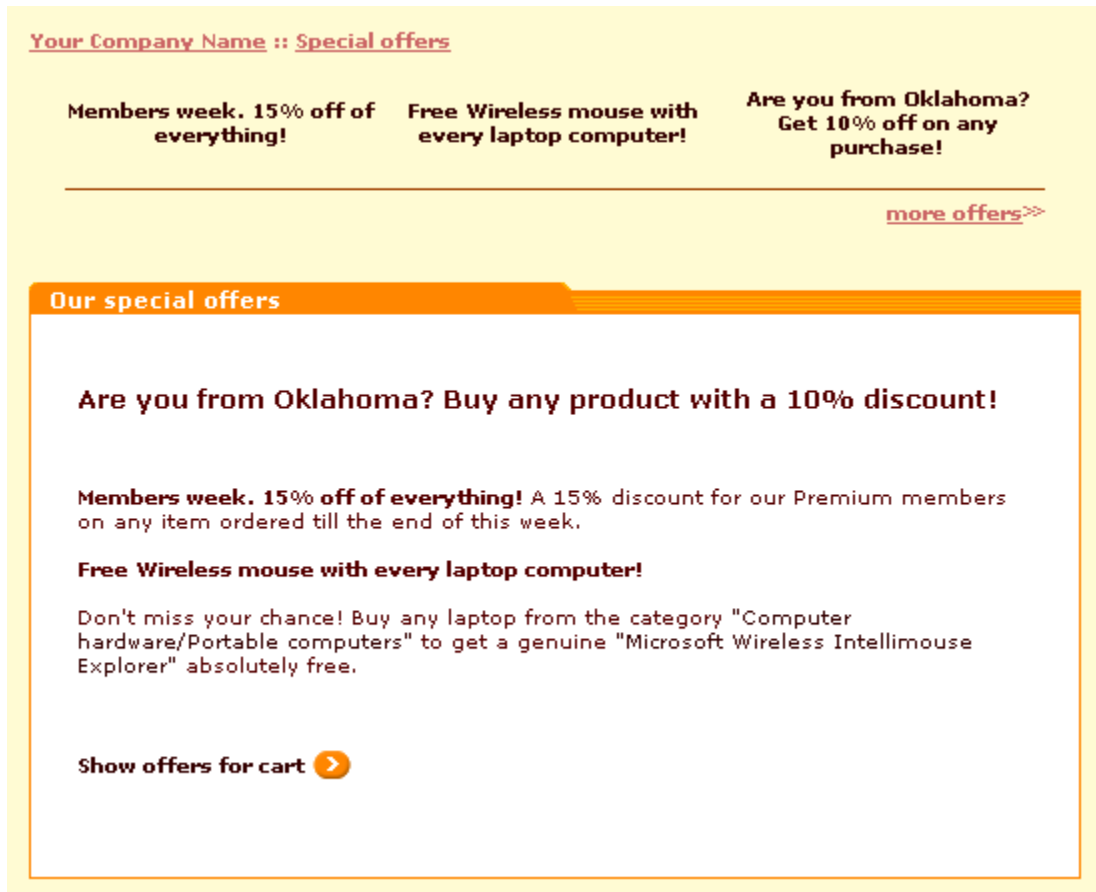 Your Company Name :: Special offers
Members week. 15% off of
everything!
Free Wireless mouse with
every laptop computer!
Are you from Oklahoma?
Get 10% off on any
purchase!
more offers>>
Our special offers
Are you from Oklahoma? Buy any product with a 10% discount!
Members week. 15% off of everything! A 15% discount for our Premium members
on any item ordered till the end of this week.
Free Wireless mouse with every laptop computer!
Don't miss your chance! Buy any laptop from the category "Computer
hardware/Portable computers" to get a genuine "Microsoft Wireless Intellimouse
Explorer" absolutely free.
Show offers for cart